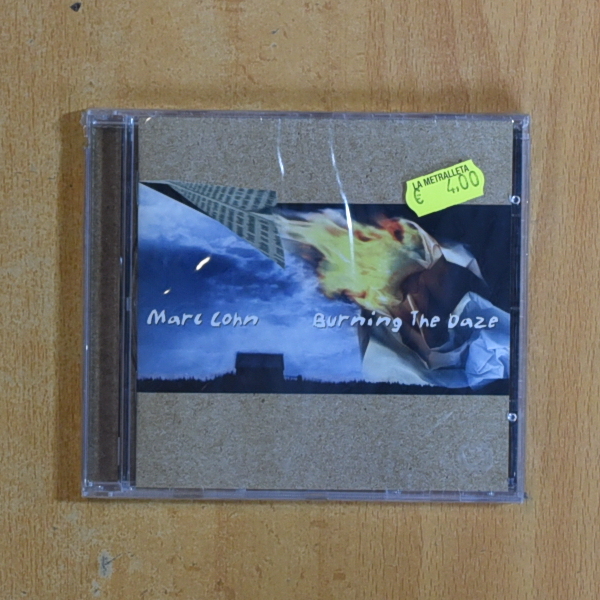 LA METRALLETA
€ 4,00
Marc Cohn
Burning The Daze